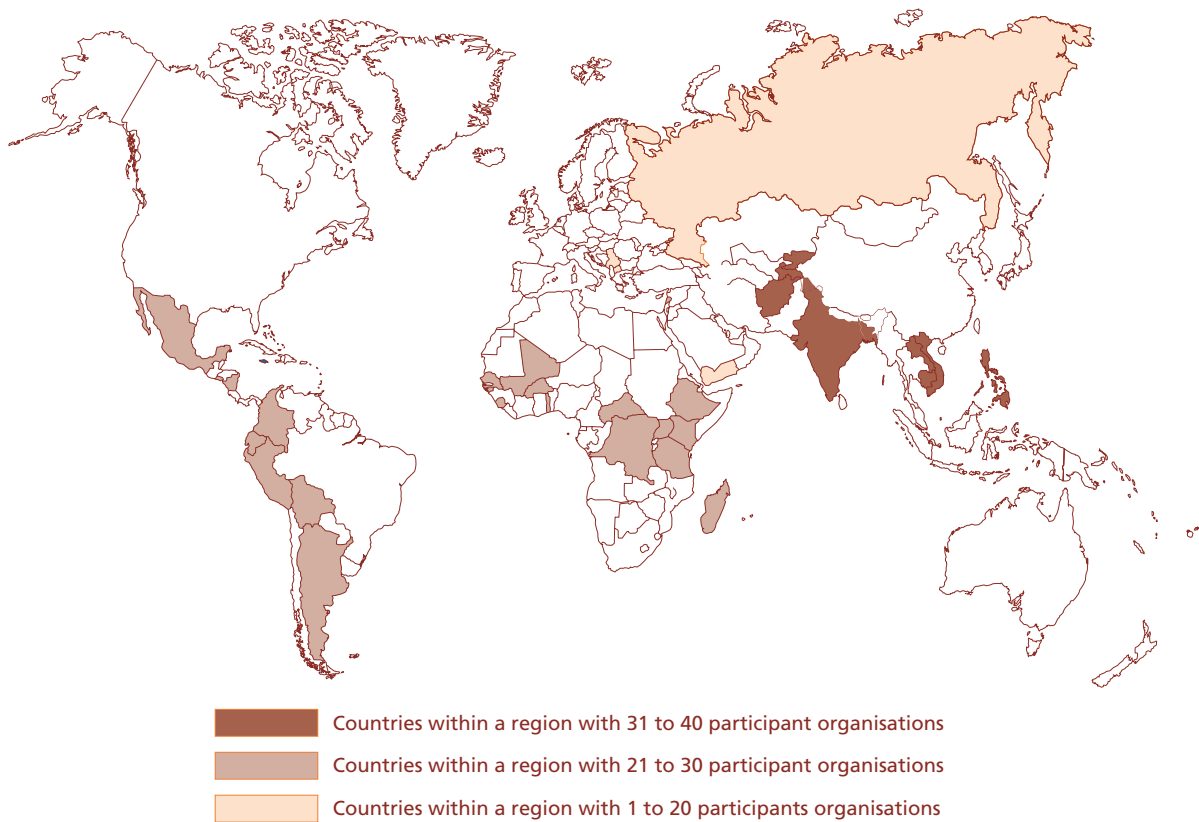 Countries within a region with 31 to 40 participant organisations
Countries within a region with 21 to 30 participant organisations
Countries within a region with 1 to 20 participants organisations